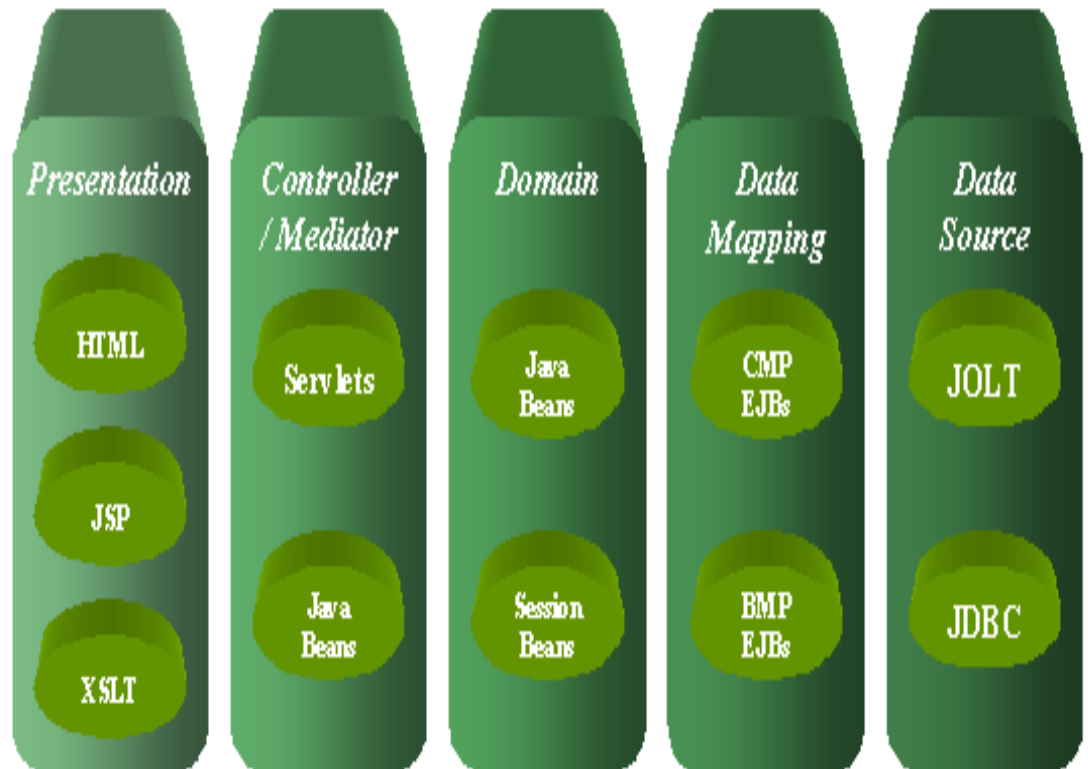 Presentation
HTML
JSP
XSLT
Controller
/ Mediator
Servlets
Java
Beans
Domain
Java
Beans
Session
Beans
Data
Mapping
CMP
EJBs
BMP
EJBs
Data
Source
JOLT
JDBC